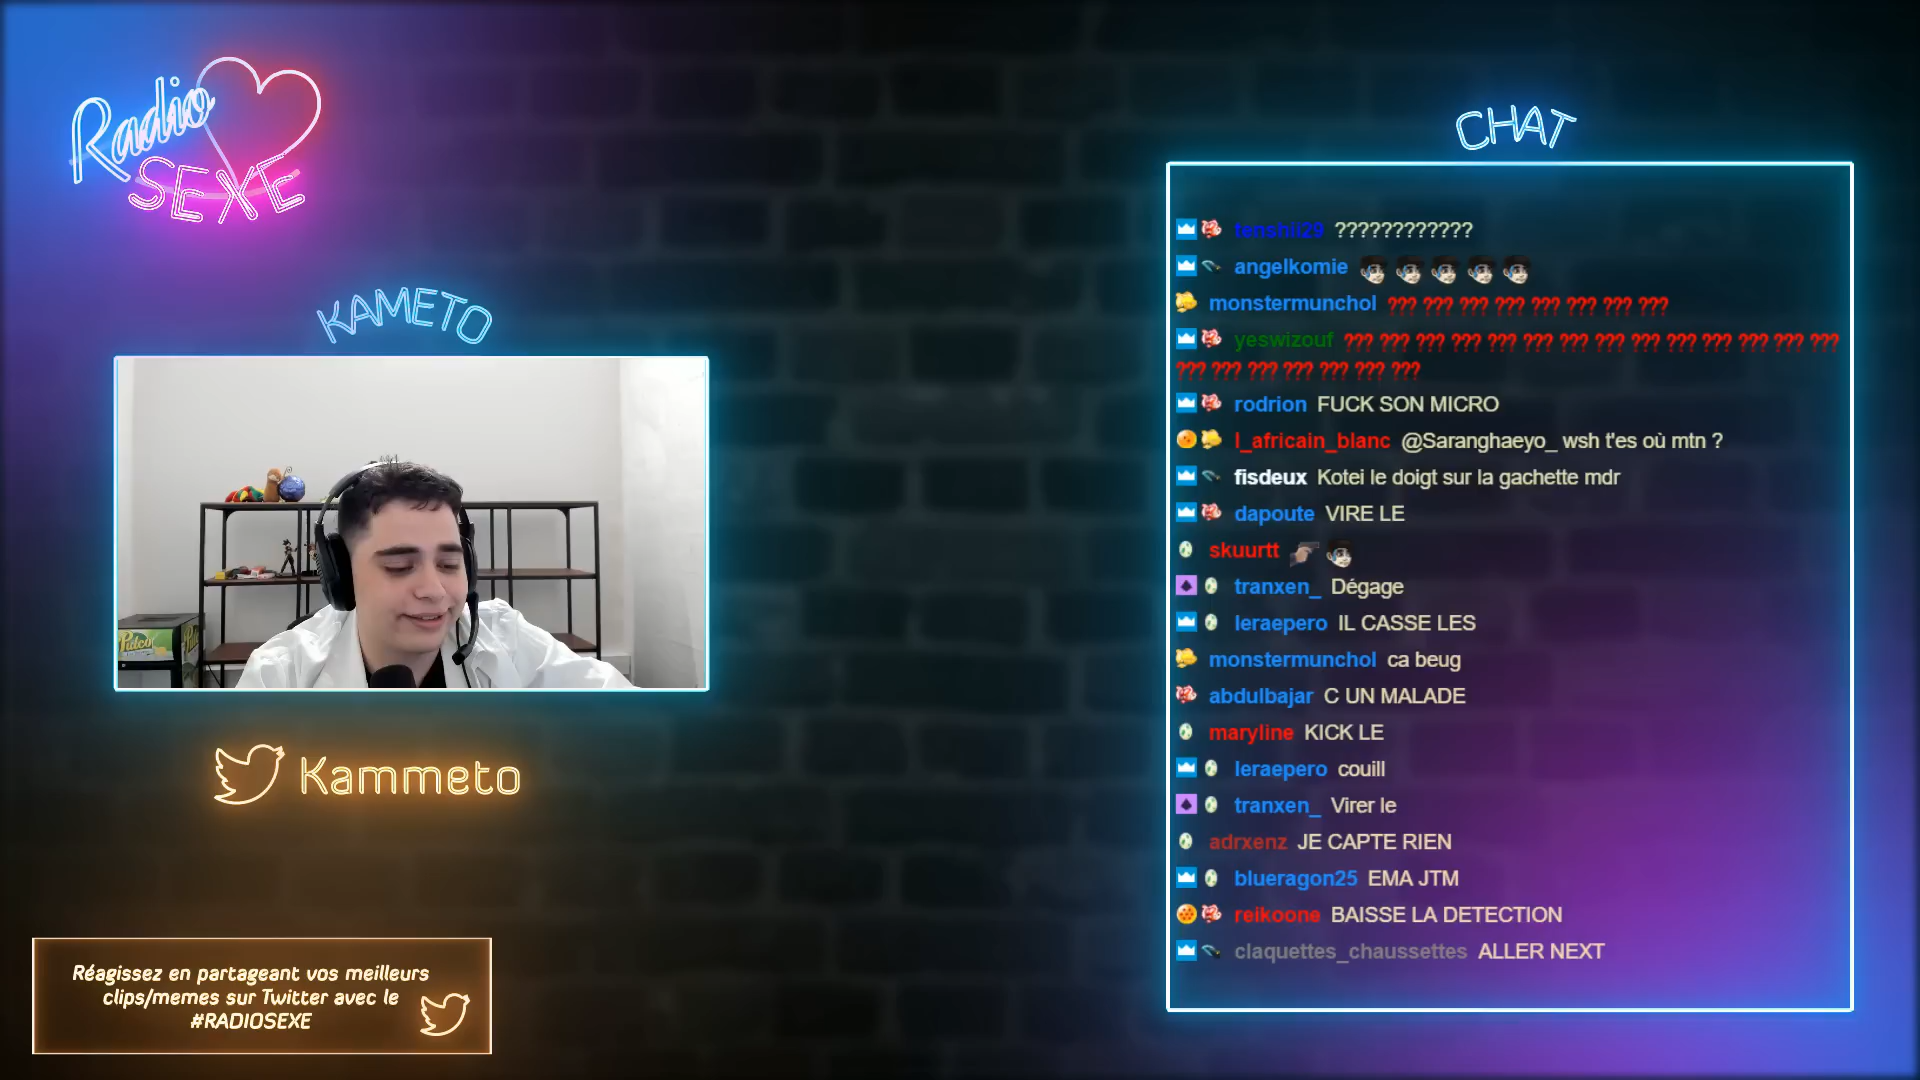 Radio
SEXE
KAMETO
Pulco
Kammeto
Réagissez en partageant vos meilleurs
clips/memes sur Twitter avec le
#RADIOSEXE
CHAT
fenshii29 ????????????
angelkomie
monstermunchol ??? ??? ??? ??? ??? ??? ??? ???
yeswizouf ??? ??? ??? ??? ??? ??? ??? ??? ??? ??? ??? ??? ??? ???
??? ??? ??? ??? ??? ??? ???
rodrion FUCK SON MICRO
l_africain_blanc @Saranghaeyo_ wsh t'es où mtn ?
fisdeux Kotei le doigt sur la gachette mdr
dapoute VIRE LE
skuurtt
tranxen_ Dégage
leraepero IL CASSE LES
monstermunchol ca beug
abdulbajar C UN MALADE
maryline KICK LE
leraepero couill
tranxen_ Virer le
adrxenz JE CAPTE RIEN
blueragon25 EMA JTM
reikoone BAISSE LA DETECTION
claquettes_chaussettes ALLER NEXT